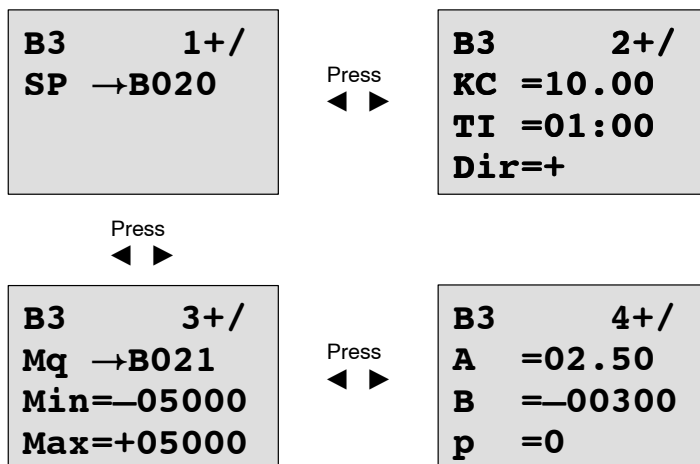 B3 1+/
SP →B020
Press
◀ ▶
B3 2+/
KC =10.00
TI =01:00
Dir=+
Press
◀ ▶
B3 3+/
Mq →B021
Min=–05000
Max=+05000
Press
◀ ▶
B3 4+/
A =02.50
B =–00300
p =0